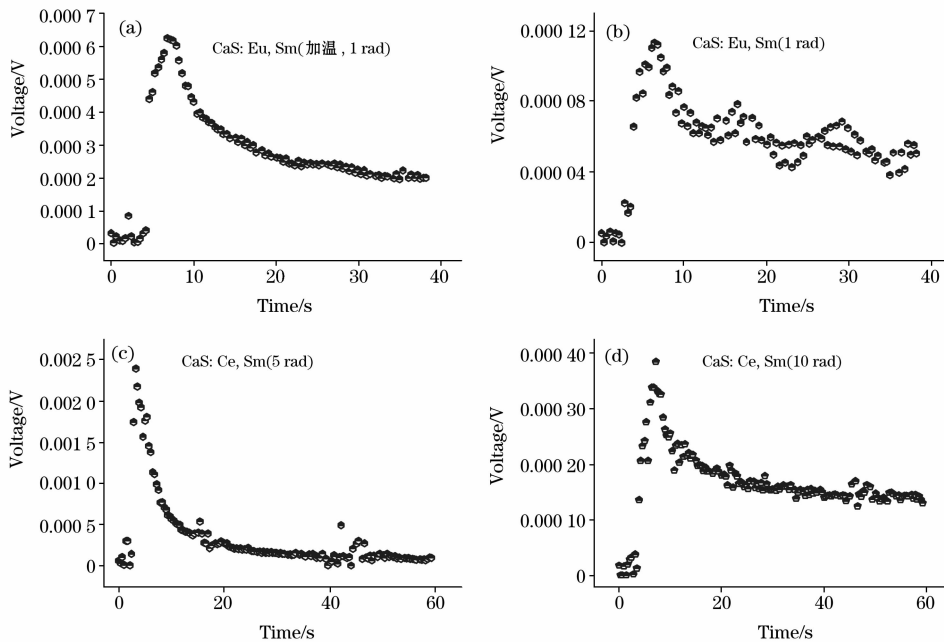 (a)
CaS: Eu, Sm(加温, 1 rad)
0.000 7
0.000 6
0.000 5
0.000 4
0.000 3
0.000 2
0.000 1
0
Voltage/V
0 10 20 30 40
Time/s
(b)
CaS: Eu, Sm(1 rad)
0.000 12
0.000 08
0.000 04
0
Voltage/V
0 10 20 30 40
Time/s
(c)
CaS: Ce, Sm(5 rad)
0.002 5
0.002 0
0.001 5
0.001 0
0.000 5
0
Voltage/V
0 20 40 60
Time/s
(d)
CaS: Ce, Sm(10 rad)
0.000 40
0.000 30
0.000 20
0.000 10
0
Voltage/V
0 20 40 60
Time/s